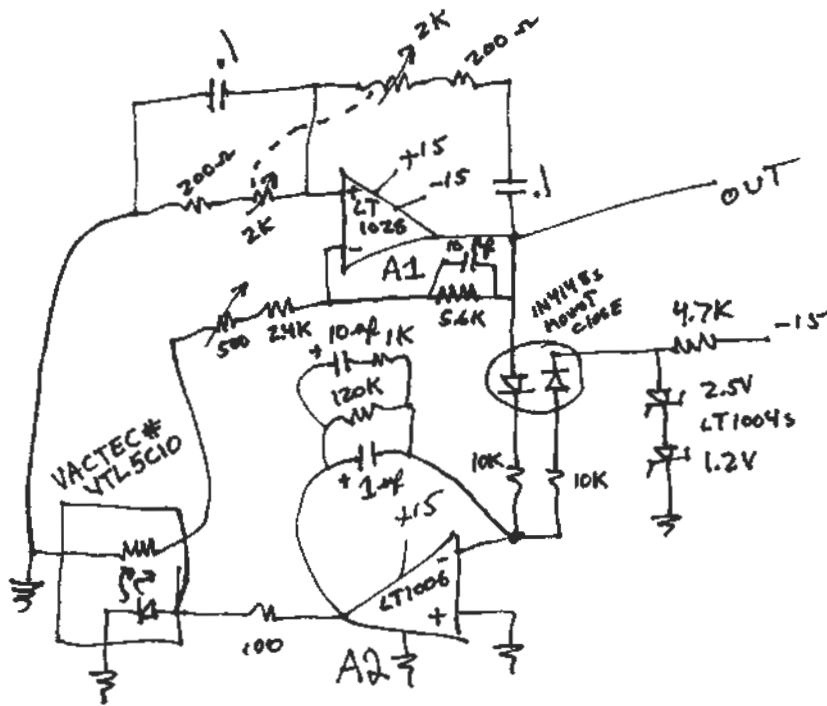 2K
200Ω
.1
+15
-15
200Ω
2K
+
LT
1028
-
A1
.1
OUT
10 pf
5.6K
500
2.4K
1N4148s
MOUNT
CLOSE
4.7K
-15
+
10µf
1K
120K
+
1µf
2.5V
LT1004s
1.2V
10K
10K
VACTEC#
VTL5C10
+15
-
LT1006
+
100
A2